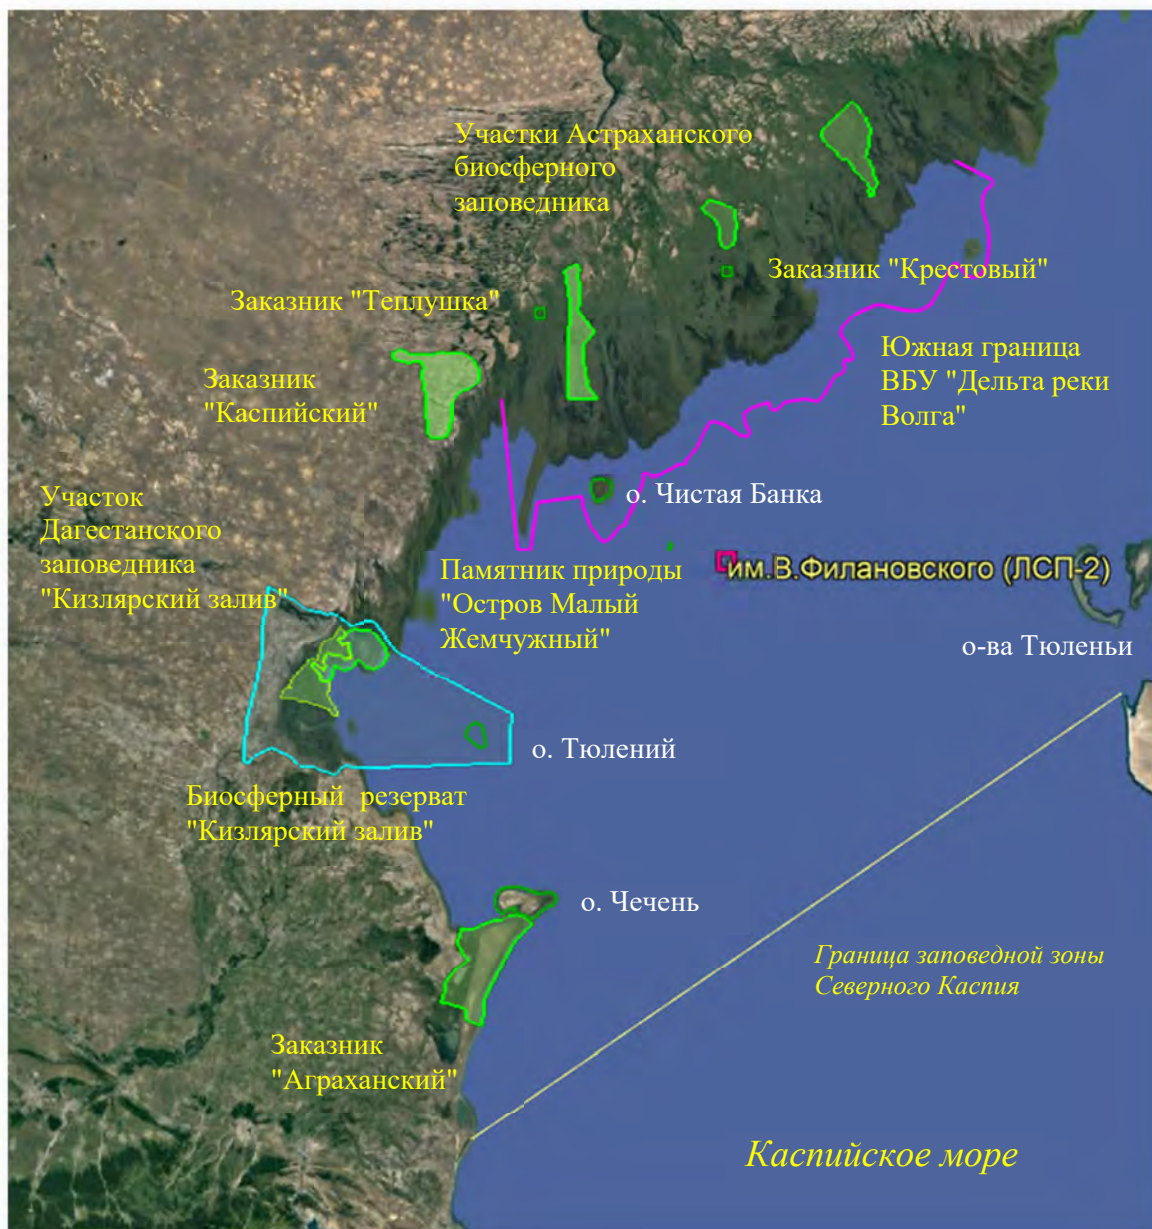 Участки Астраханского
биосферного
заповедника
Заказник "Крестовый"
Заказник "Теплушка"
Южная граница
ВБУ "Дельта реки
Волга"
Заказник
"Каспийский"
о. Чистая Банка
Участок
Дагестанского
заповедника
"Кизлярский залив"
Памятник природы
"Остров Малый
Жемчужный"
им.В.Филановского (ЛСП-2)
о-ва Тюленьи
о. Тюлений
Биосферный резерват
"Кизлярский залив"
о. Чечень
Граница заповедной зоны
Северного Каспия
Заказник
"Аграханский"
Каспийское море